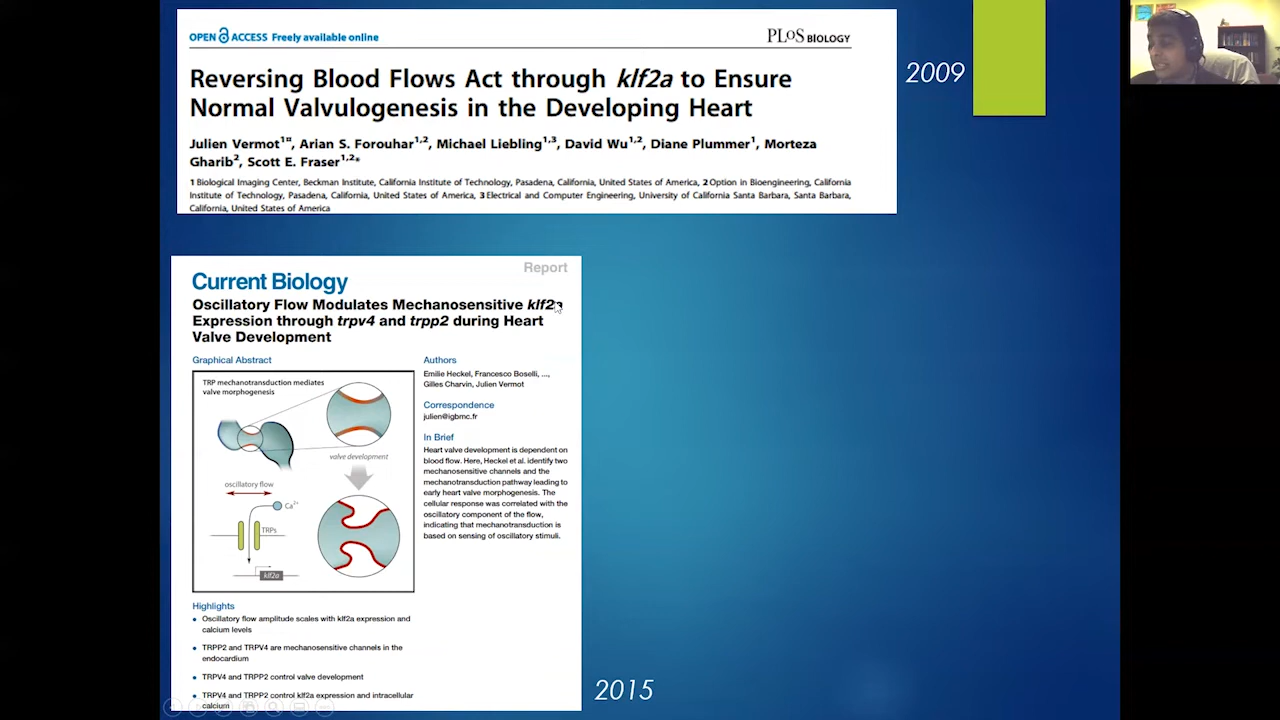 OPEN ACCESS Freely available online
PLoS BIOLOGY
2009
Reversing Blood Flows Act through klf2a to Ensure
Normal Valvulogenesis in the Developing Heart
Julien Vermot1¤, Arian S. Forouhar1,2, Michael Liebling1,3, David Wu1,2, Diane Plummer1, Morteza
Gharib2, Scott E. Fraser1,2*
1 Biological Imaging Center, Beckman Institute, California Institute of Technology, Pasadena, California, United States of America, 2 Option in Bioengineering, California
Institute of Technology, Pasadena, California, United States of America, 3 Electrical and Computer Engineering, University of California Santa Barbara, Santa Barbara,
California, United States of America
Report
Current Biology
Oscillatory Flow Modulates Mechanosensitive klf2a
Expression through trpv4 and trpp2 during Heart
Valve Development
Graphical Abstract
TRP mechanotransduction mediates
valve morphogenesis
valve development
oscillatory flow
Ca2+
TRPs
klf2a
Authors
Emilie Heckel, Francesco Boselli, ...,
Gilles Charvin, Julien Vermot
Correspondence
julien@igbmc.fr
In Brief
Heart valve development is dependent on
blood flow. Here, Heckel et al. identify two
mechanosensitive channels and the
mechanotransduction pathway leading to
early heart valve morphogenesis. The
cellular response was correlated with the
oscillatory component of the flow,
indicating that mechanotransduction is
based on sensing of oscillatory stimuli.
Highlights
• Oscillatory flow amplitude scales with klf2a expression and
calcium levels
• TRPP2 and TRPV4 are mechanosensitive channels in the
endocardium
• TRPV4 and TRPP2 control valve development
• TRPV4 and TRPP2 control klf2a expression and intracellular
calcium
2015